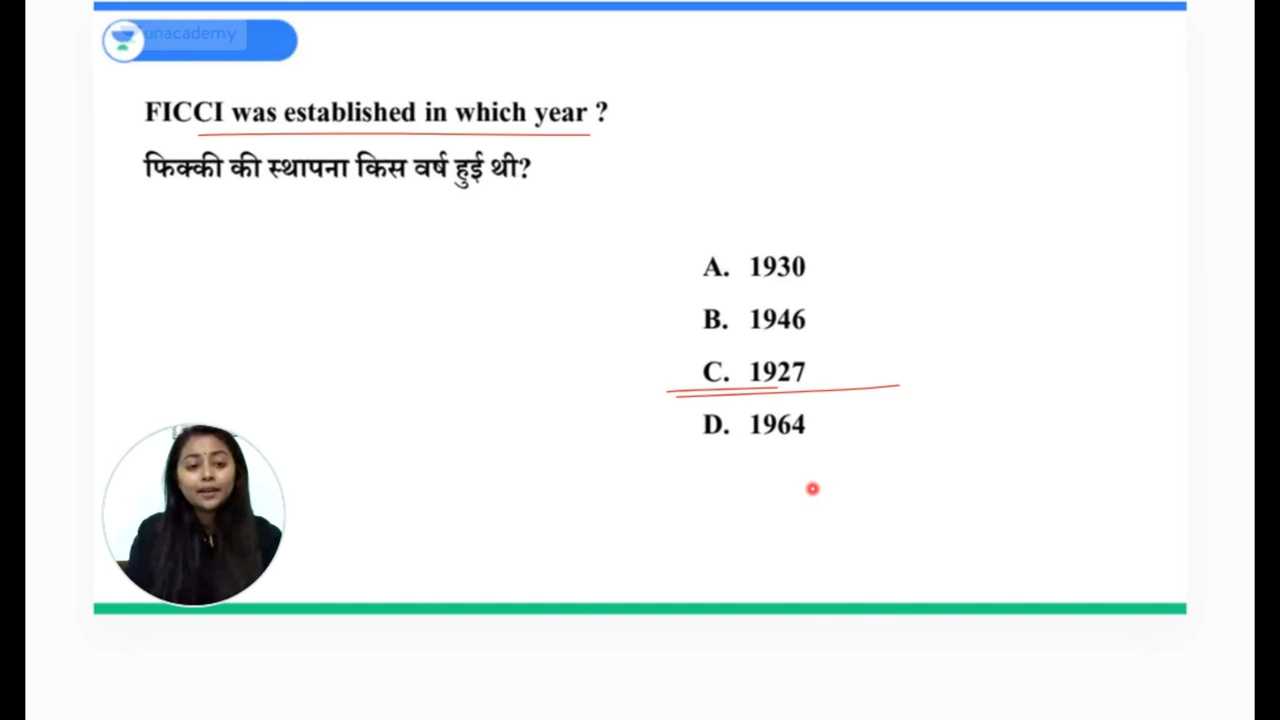 unacademy
FICCI was established in which year ?
फिक्की की स्थापना किस वर्ष हुई थी?
A. 1930
B. 1946
C. 1927
D. 1964